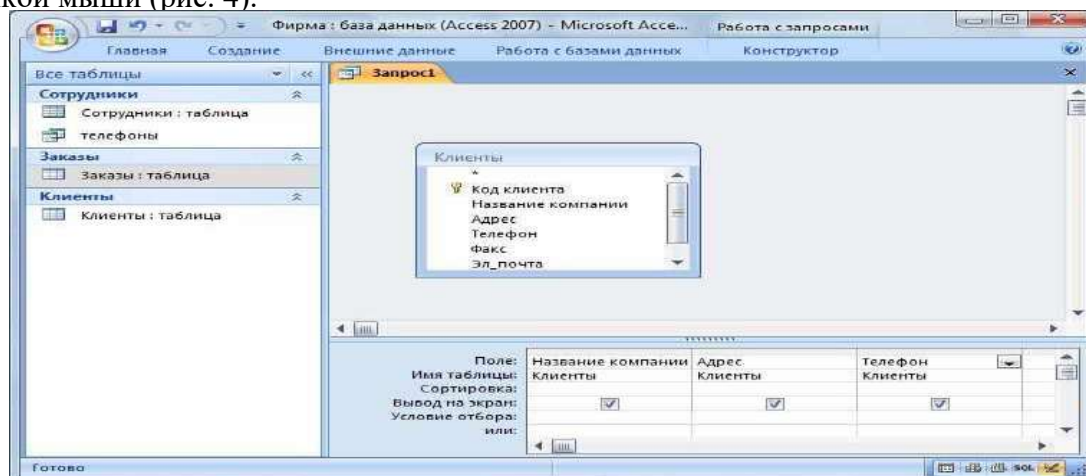 кой мыши (рис. 4).
Фирма : база данных (Access 2007) - Microsoft Acce...
Работа с запросами
Главная Создание Внешние данные Работа с базами данных Конструктор
Все таблицы
Запрос1
Сотрудники
Сотрудники : таблица
телефоны
Заказы
Заказы : таблица
Клиенты
Клиенты : таблица
Клиенты
*
Код клиента
Название компании
Адрес
Телефон
Факс
Эл_почта
Поле: Название компании Адрес Телефон
Имя таблицы: Клиенты Клиенты Клиенты
Сортировка:
Вывод на экран:
Условие отбора:
или:
Готово
SQL